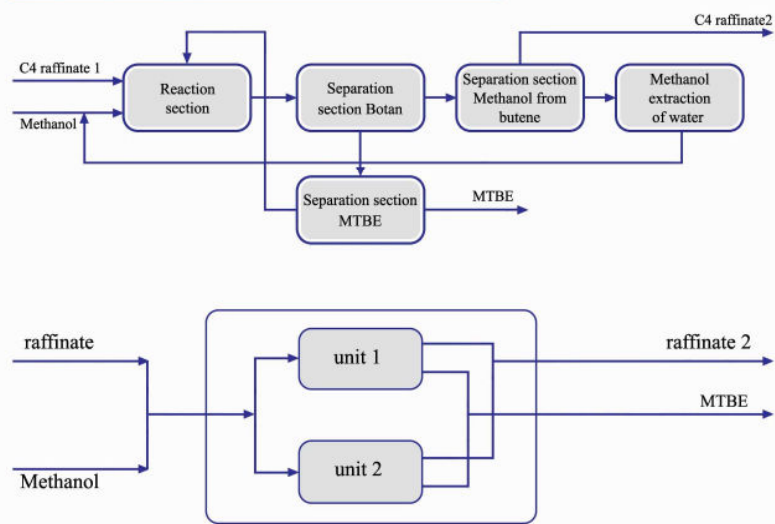 C4 raffinate2
C4 raffinate 1
Methanol
Reaction
section
Separation
section Botan
Separation section
Methanol from
butene
Methanol
extraction
of water
Separation section
MTBE
MTBE
raffinate
Methanol
unit 1
unit 2
raffinate 2
MTBE